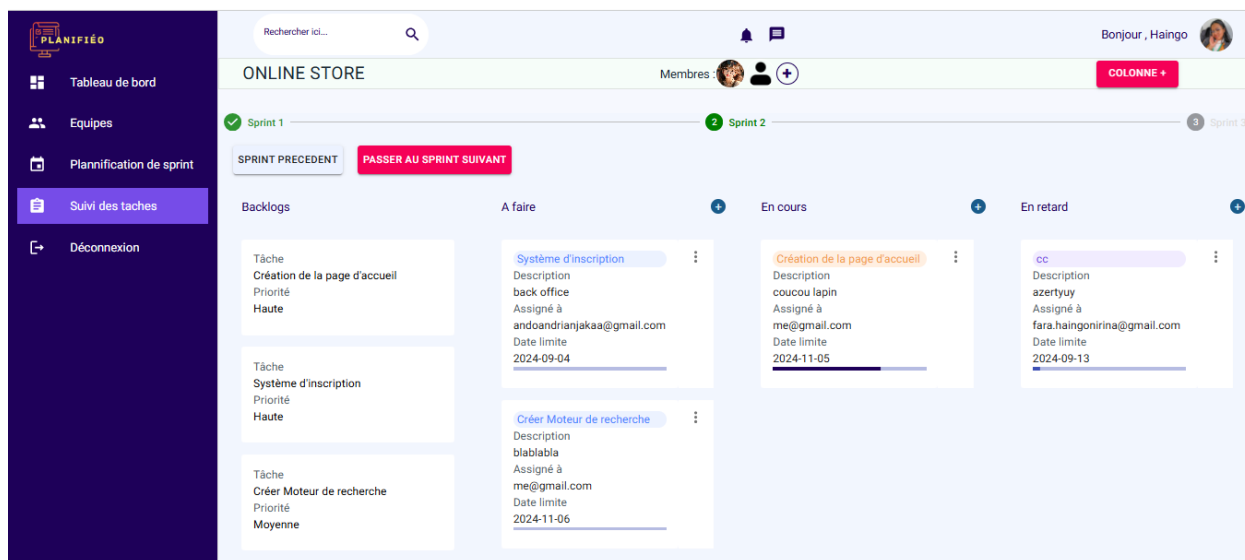 PLANIFIÉO
Tableau de bord
Equipes
Plannification de sprint
Suivi des taches
Déconnexion
Rechercher ici...
Bonjour , Haingo
ONLINE STORE
Membres :
COLONNE +
Sprint 1
2 Sprint 2
3 Sprint 3
SPRINT PRECEDENT
PASSER AU SPRINT SUIVANT
Backlogs
Tâche
Création de la page d'accueil
Priorité
Haute
Tâche
Système d'inscription
Priorité
Haute
Tâche
Créer Moteur de recherche
Priorité
Moyenne
A faire
Système d'inscription
Description
back office
Assigné à
andoandrianjakaa@gmail.com
Date limite
2024-09-04
Créer Moteur de recherche
Description
blablabla
Assigné à
me@gmail.com
Date limite
2024-11-06
En cours
Création de la page d'accueil
Description
coucou lapin
Assigné à
me@gmail.com
Date limite
2024-11-05
En retard
cc
Description
azertyuy
Assigné à
fara.haingonirina@gmail.com
Date limite
2024-09-13